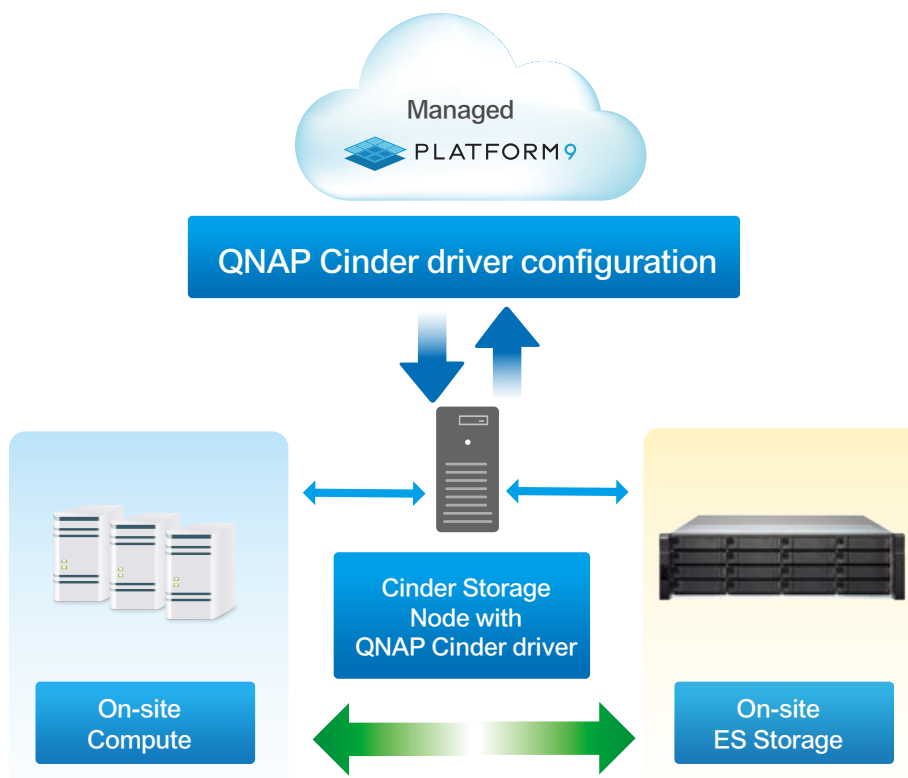 Managed
PLATFORM9
QNAP Cinder driver configuration
Cinder Storage
Node with
QNAP Cinder driver
On-site
Compute
On-site
ES Storage